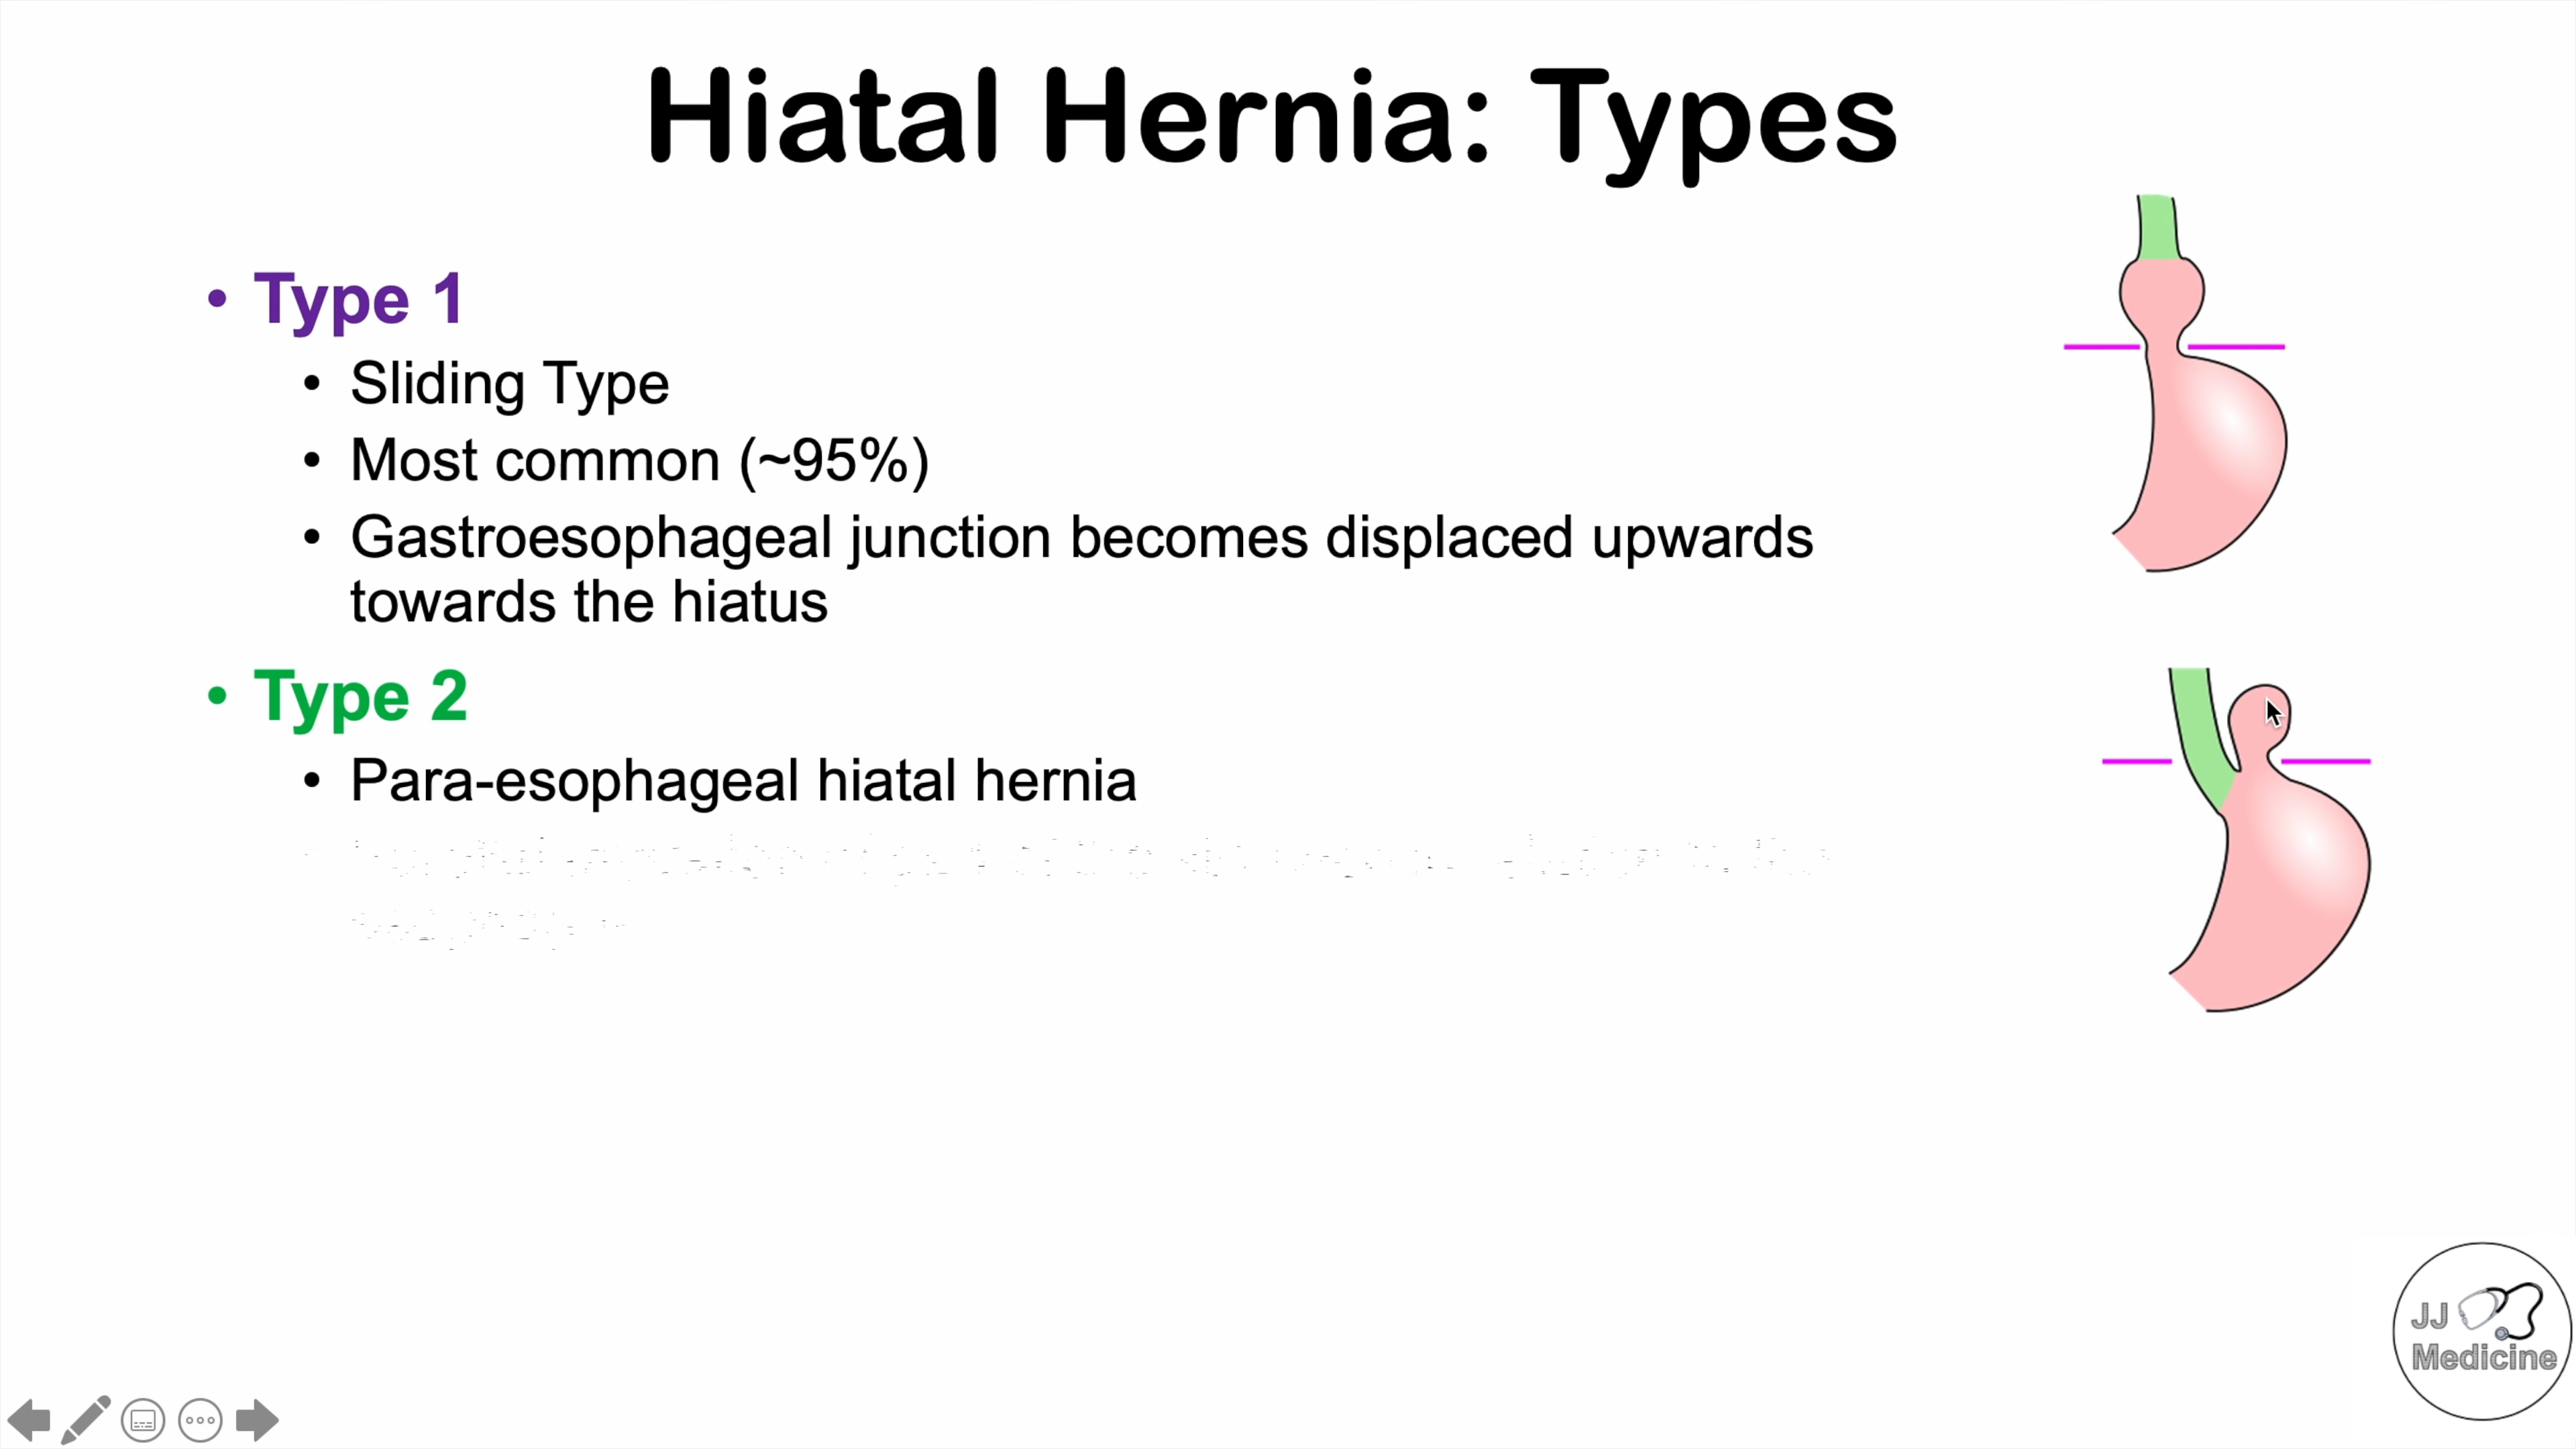 Hiatal Hernia: Types
• Type 1
• Sliding Type
• Most common (~95%)
• Gastroesophageal junction becomes displaced upwards
towards the hiatus
• Type 2
• Para-esophageal hiatal hernia
JJ
Medicine